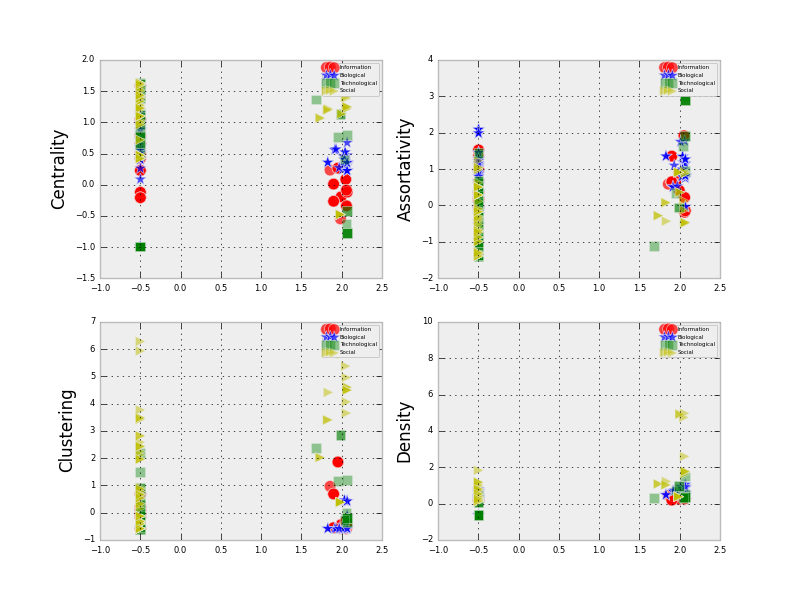 Centrality
2.0
1.5
1.0
0.5
0.0
−0.5
−1.0
−1.5
−1.0 −0.5 0.0 0.5 1.0 1.5 2.0 2.5
Information
Biological
Technological
Social
Assortativity
4
3
2
1
0
−1
−2
−1.0 −0.5 0.0 0.5 1.0 1.5 2.0 2.5
Information
Biological
Technological
Social
Clustering
7
6
5
4
3
2
1
0
−1
−1.0 −0.5 0.0 0.5 1.0 1.5 2.0 2.5
Information
Biological
Technological
Social
Density
10
8
6
4
2
0
−2
−1.0 −0.5 0.0 0.5 1.0 1.5 2.0 2.5
Information
Biological
Technological
Social